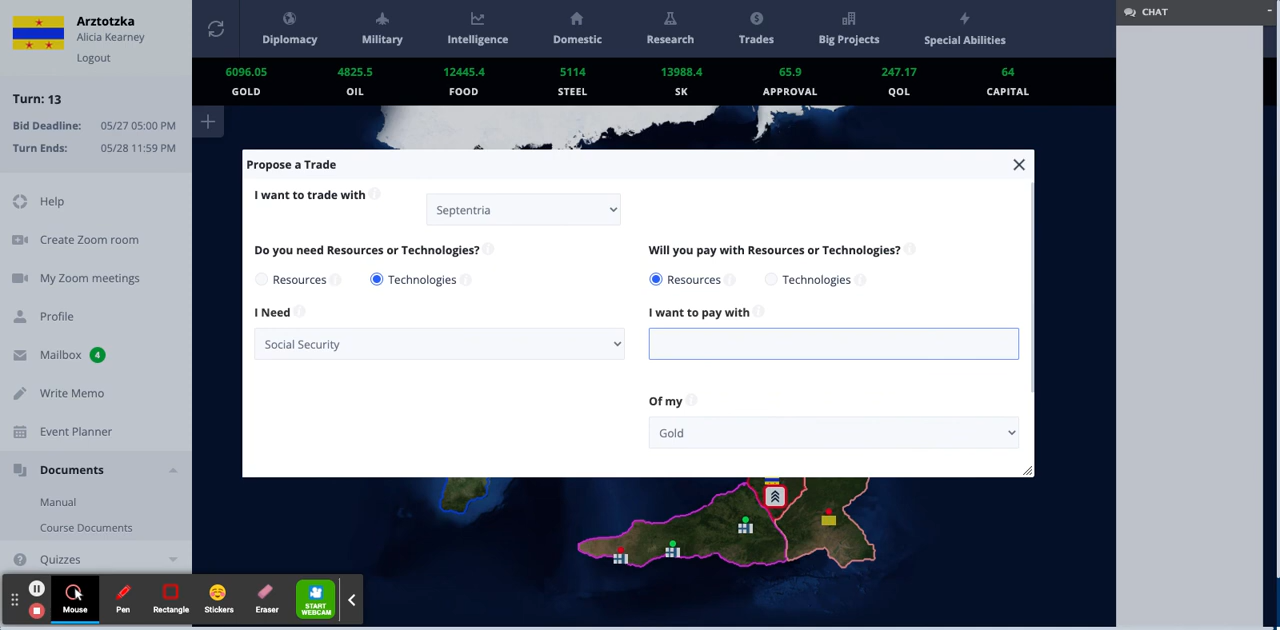 Arztotzka
Alicia Kearney
Logout
Turn: 13
Bid Deadline: 05/27 05:00 PM
Turn Ends: 05/28 11:59 PM
Help
Create Zoom room
My Zoom meetings
Profile
Mailbox 4
Write Memo
Event Planner
Documents
Manual
Course Documents
Quizzes
Diplomacy Military Intelligence Domestic Research Trades Big Projects Special Abilities
6096.05 4825.5 12445.4 5114 13988.4 65.9 247.17 64
GOLD OIL FOOD STEEL SK APPROVAL QOL CAPITAL
CHAT
Propose a Trade
I want to trade with
Septentria
Do you need Resources or Technologies? Will you pay with Resources or Technologies?
Resources Technologies Resources Technologies
I Need I want to pay with
Social Security
Of my
Gold
Mouse Pen Rectangle Stickers Eraser START WEBCAM